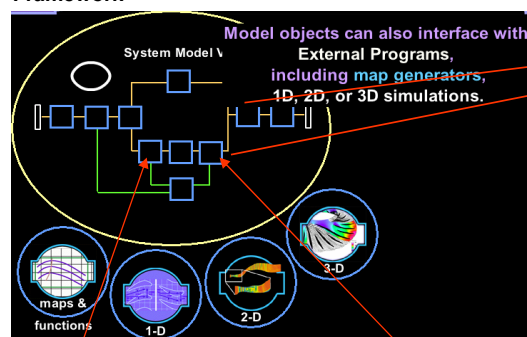 Framework
Model objects can also interface with
External Programs,
including map generators,
1D, 2D, or 3D simulations.
System Model
maps &
functions
1-D
2-D
3-D